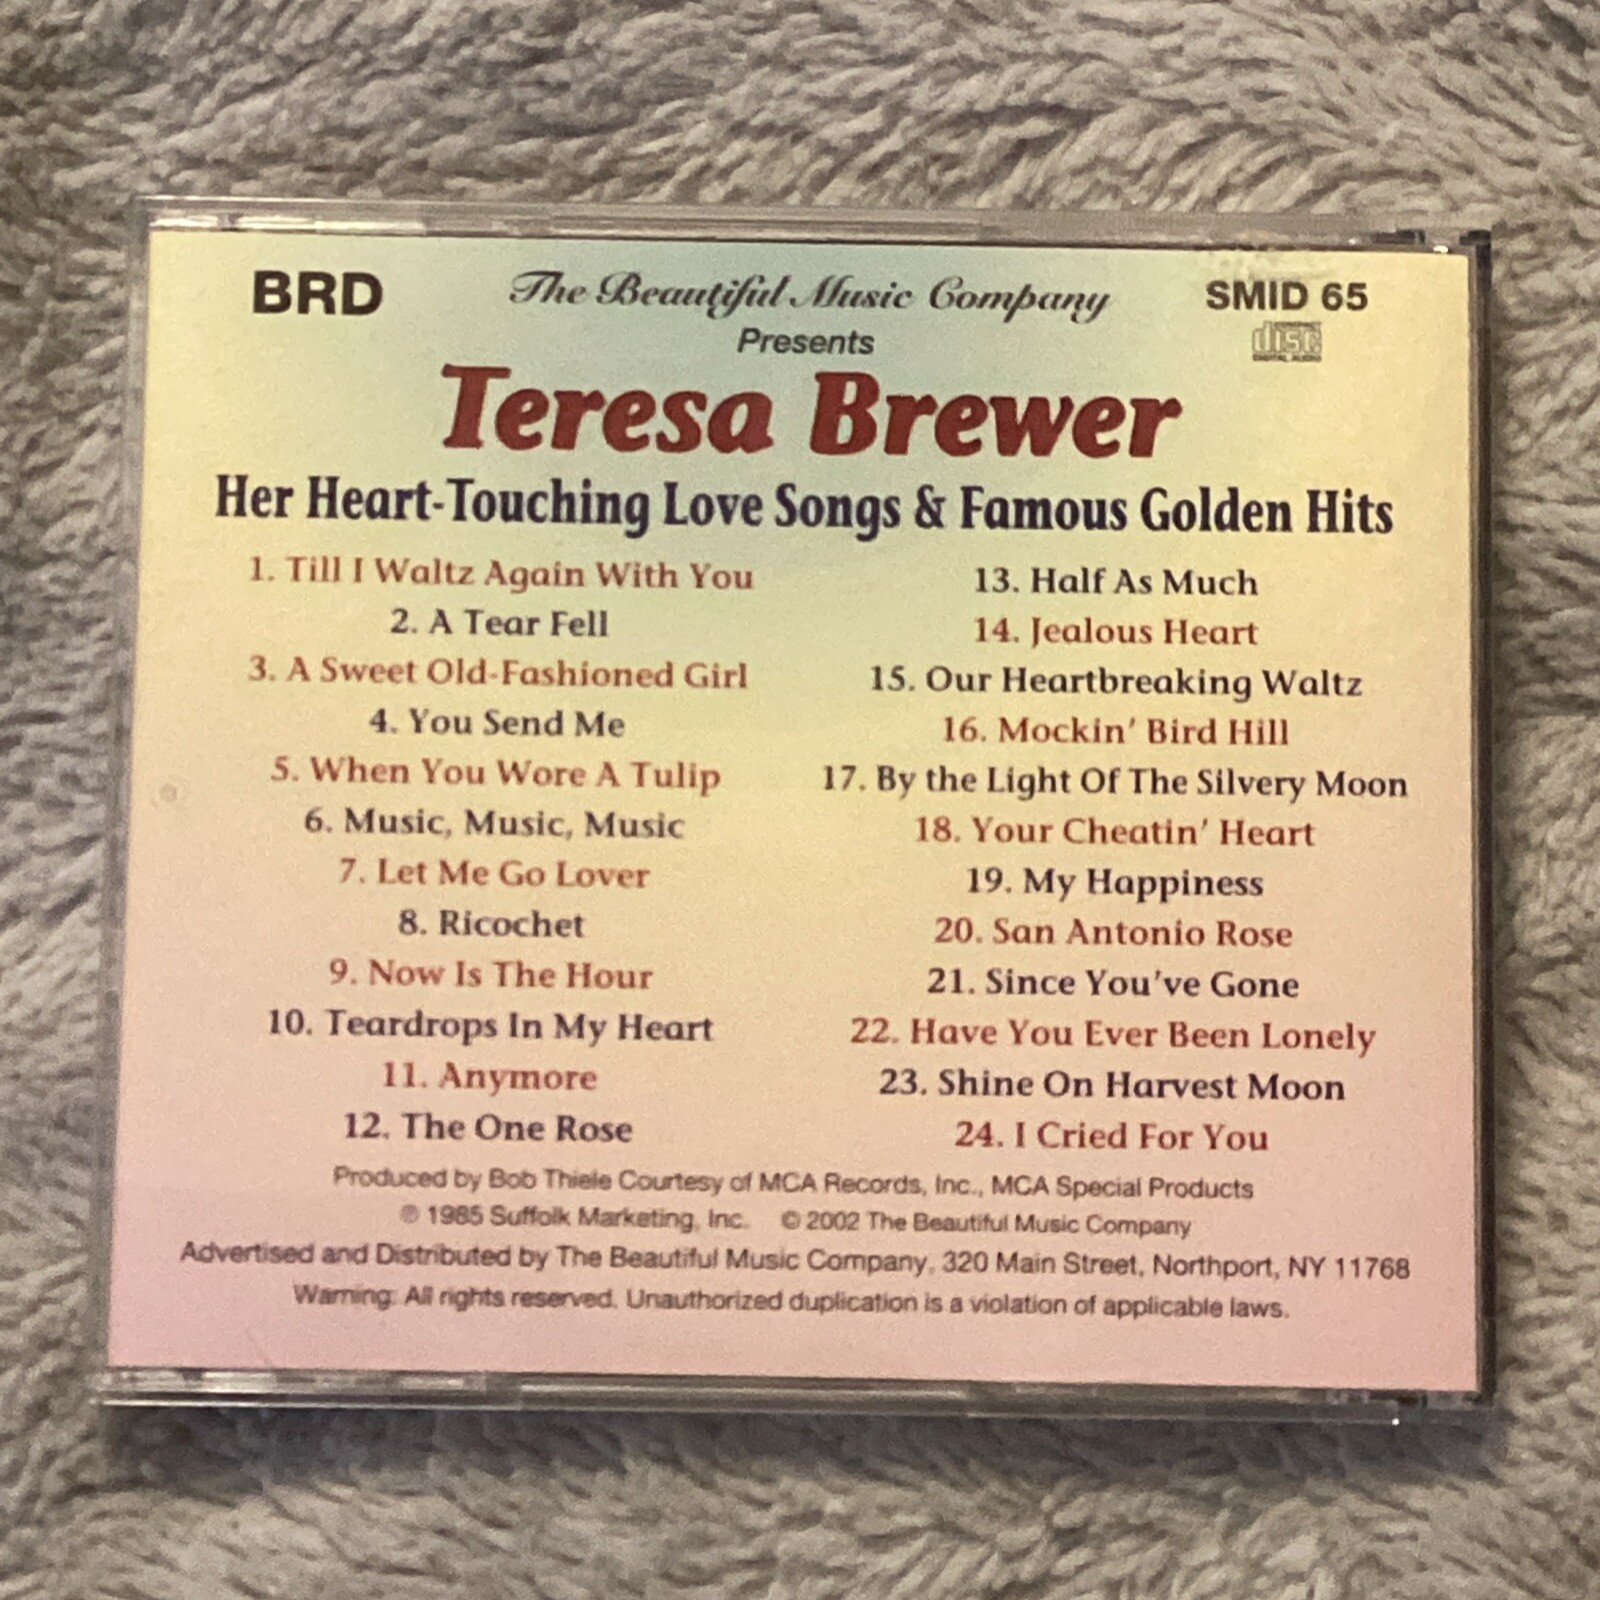 BRD
The Beautiful Music Company
SMID 65
Presents
COMPACT
disc
DIGITAL AUDIO
Teresa Brewer
Her Heart-Touching Love Songs & Famous Golden Hits
1. Till I Waltz Again With You
2. A Tear Fell
3. A Sweet Old-Fashioned Girl
4. You Send Me
5. When You Wore A Tulip
6. Music, Music, Music
7. Let Me Go Lover
8. Ricochet
9. Now Is The Hour
10. Teardrops In My Heart
11. Anymore
12. The One Rose
13. Half As Much
14. Jealous Heart
15. Our Heartbreaking Waltz
16. Mockin' Bird Hill
17. By the Light Of The Silvery Moon
18. Your Cheatin' Heart
19. My Happiness
20. San Antonio Rose
21. Since You've Gone
22. Have You Ever Been Lonely
23. Shine On Harvest Moon
24. I Cried For You
Produced by Bob Thiele Courtesy of MCA Records, Inc., MCA Special Products
℗ 1985 Suffolk Marketing, Inc. © 2002 The Beautiful Music Company
Advertised and Distributed by The Beautiful Music Company, 320 Main Street, Northport, NY 11768
Warning: All rights reserved. Unauthorized duplication is a violation of applicable laws.